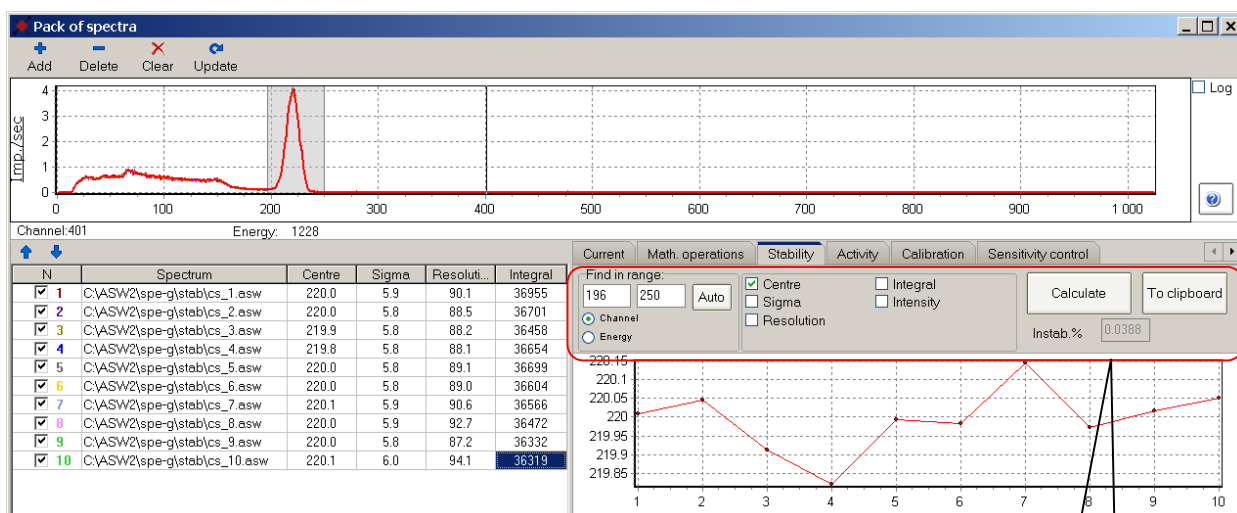 Pack of spectra
Add Delete Clear Update
Log
Imp./sec
4
3
2
1
0
0 100 200 300 400 500 600 700 800 900 1 000
Channel:401 Energy: 1228
Current Math. operations Stability Activity Calibration Sensitivity control
N Spectrum Centre Sigma Resoluti... Integral
1 C:\ASW2\spe-g\stab\cs_1.asw 220.0 5.9 90.1 36955
2 C:\ASW2\spe-g\stab\cs_2.asw 220.0 5.8 88.5 36701
3 C:\ASW2\spe-g\stab\cs_3.asw 219.9 5.8 88.2 36458
4 C:\ASW2\spe-g\stab\cs_4.asw 219.8 5.8 88.1 36654
5 C:\ASW2\spe-g\stab\cs_5.asw 220.0 5.8 89.1 36699
6 C:\ASW2\spe-g\stab\cs_6.asw 220.0 5.8 89.0 36604
7 C:\ASW2\spe-g\stab\cs_7.asw 220.1 5.9 90.6 36566
8 C:\ASW2\spe-g\stab\cs_8.asw 220.0 5.9 92.7 36472
9 C:\ASW2\spe-g\stab\cs_9.asw 220.0 5.8 87.2 36332
10 C:\ASW2\spe-g\stab\cs_10.asw 220.1 6.0 94.1 36319
Find in range:
196 250 Auto
Channel
Energy
Centre Integral
Sigma Intensity
Resolution
Calculate To clipboard
Instab.% 0.0388
220.15
220.1
220.05
220
219.95
219.9
219.85
1 2 3 4 5 6 7 8 9 10